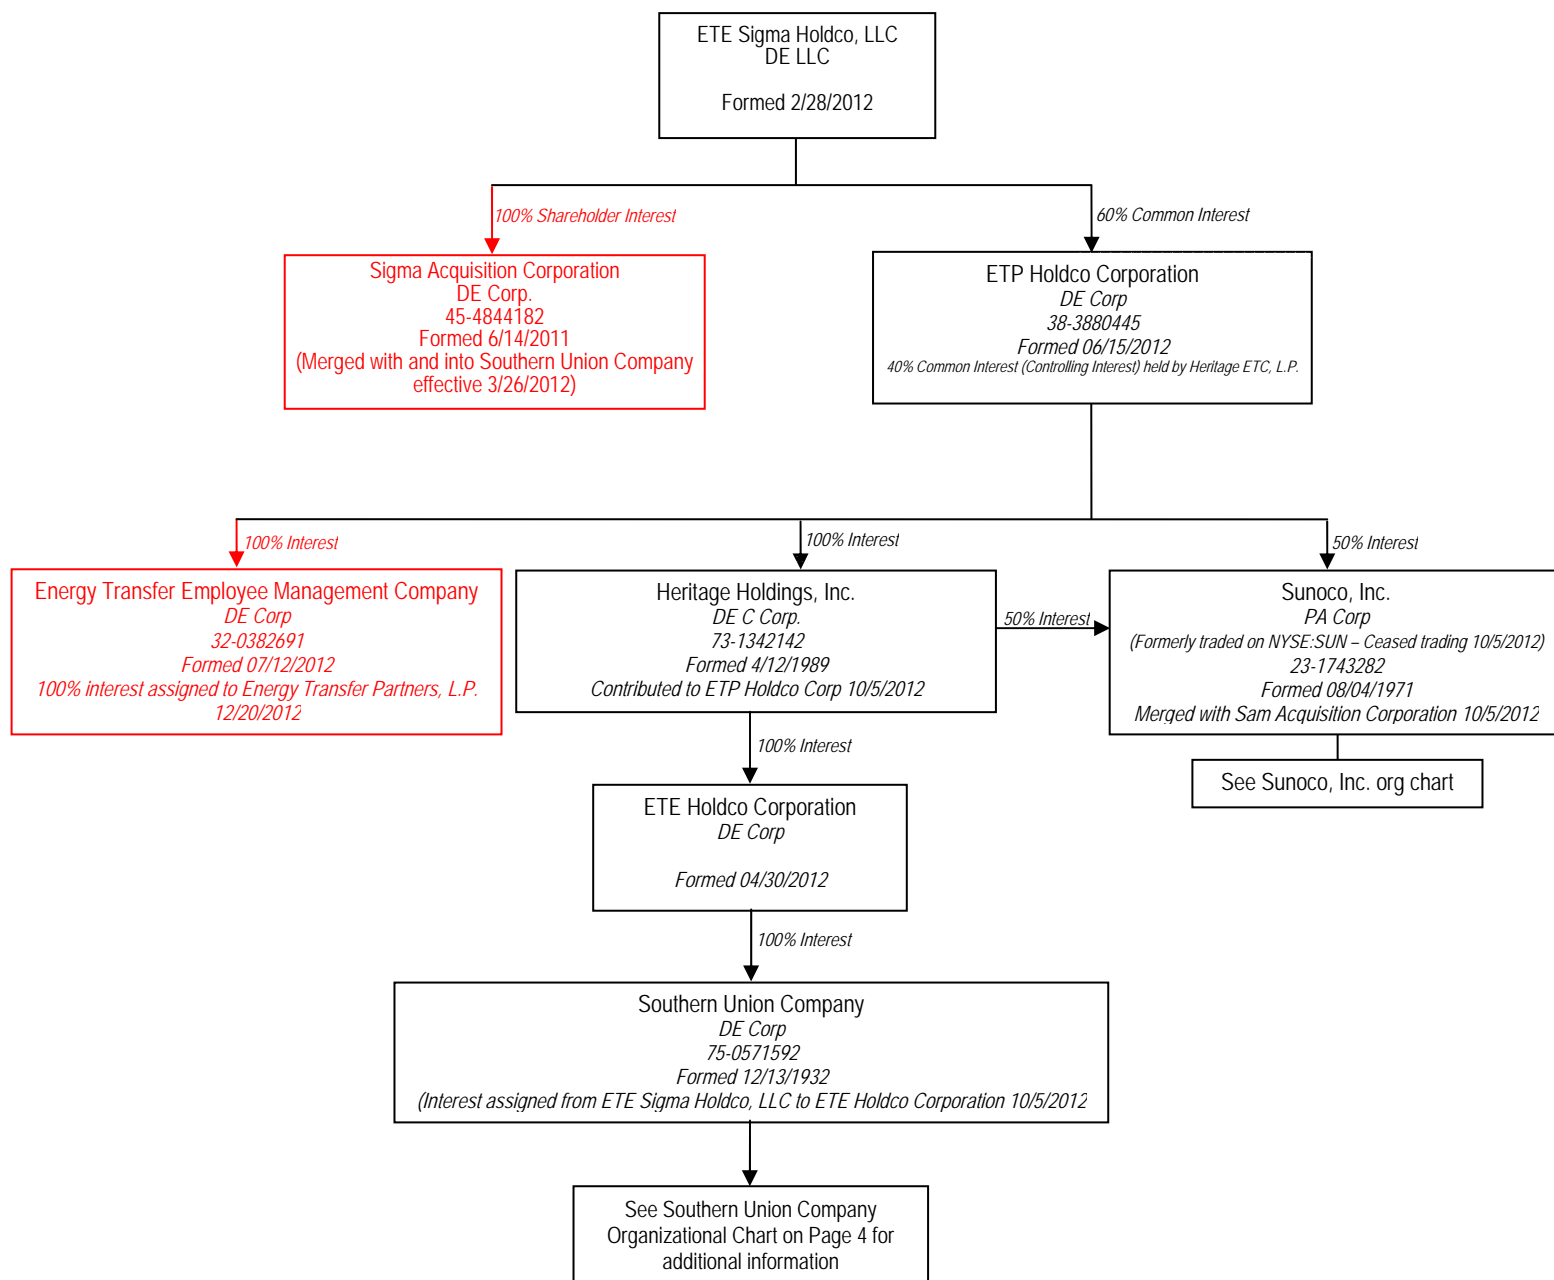 ETE Sigma Holdco, LLC
DE LLC
Formed 2/28/2012
100% Shareholder Interest
60% Common Interest
Sigma Acquisition Corporation
DE Corp.
45-4844182
Formed 6/14/2011
(Merged with and into Southern Union Company
effective 3/26/2012)
ETP Holdco Corporation
DE Corp
38-3880445
Formed 06/15/2012
40% Common Interest (Controlling Interest) held by Heritage ETC, L.P.
100% Interest
100% Interest
50% Interest
Energy Transfer Employee Management Company
DE Corp
32-0382691
Formed 07/12/2012
100% interest assigned to Energy Transfer Partners, L.P.
12/20/2012
Heritage Holdings, Inc.
DE C Corp.
73-1342142
Formed 4/12/1989
Contributed to ETP Holdco Corp 10/5/2012
50% Interest
Sunoco, Inc.
PA Corp
(Formerly traded on NYSE:SUN – Ceased trading 10/5/2012)
23-1743282
Formed 08/04/1971
Merged with Sam Acquisition Corporation 10/5/2012
100% Interest
See Sunoco, Inc. org chart
ETE Holdco Corporation
DE Corp
Formed 04/30/2012
100% Interest
Southern Union Company
DE Corp
75-0571592
Formed 12/13/1932
(Interest assigned from ETE Sigma Holdco, LLC to ETE Holdco Corporation 10/5/2012
See Southern Union Company
Organizational Chart on Page 4 for
additional information